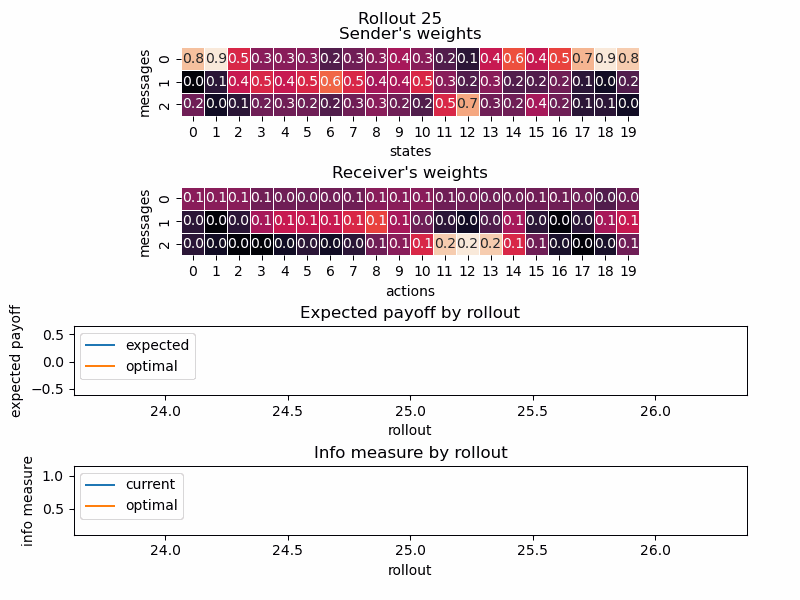 Rollout 25
Sender's weights
messages
0 0.8 0.9 0.5 0.3 0.3 0.3 0.2 0.3 0.3 0.4 0.3 0.2 0.1 0.4 0.6 0.4 0.5 0.7 0.9 0.8
1 0.0 0.1 0.4 0.5 0.4 0.5 0.6 0.5 0.4 0.4 0.5 0.3 0.2 0.3 0.2 0.2 0.2 0.1 0.0 0.2
2 0.2 0.0 0.1 0.2 0.3 0.2 0.2 0.3 0.3 0.2 0.2 0.5 0.7 0.3 0.2 0.4 0.2 0.1 0.1 0.0
0 1 2 3 4 5 6 7 8 9 10 11 12 13 14 15 16 17 18 19
states
Receiver's weights
messages
0 0.1 0.1 0.1 0.1 0.0 0.0 0.0 0.1 0.1 0.1 0.1 0.1 0.0 0.0 0.0 0.1 0.1 0.0 0.0 0.0
1 0.0 0.0 0.0 0.1 0.1 0.1 0.1 0.1 0.1 0.1 0.0 0.0 0.0 0.0 0.1 0.0 0.0 0.0 0.1 0.1
2 0.0 0.0 0.0 0.0 0.0 0.0 0.0 0.0 0.1 0.1 0.1 0.2 0.2 0.2 0.1 0.1 0.0 0.0 0.0 0.1
0 1 2 3 4 5 6 7 8 9 10 11 12 13 14 15 16 17 18 19
actions
Expected payoff by rollout
expected payoff
0.5
0.0
−0.5
expected
optimal
24.0 24.5 25.0 25.5 26.0
rollout
Info measure by rollout
info measure
1.0
0.5
current
optimal
24.0 24.5 25.0 25.5 26.0
rollout